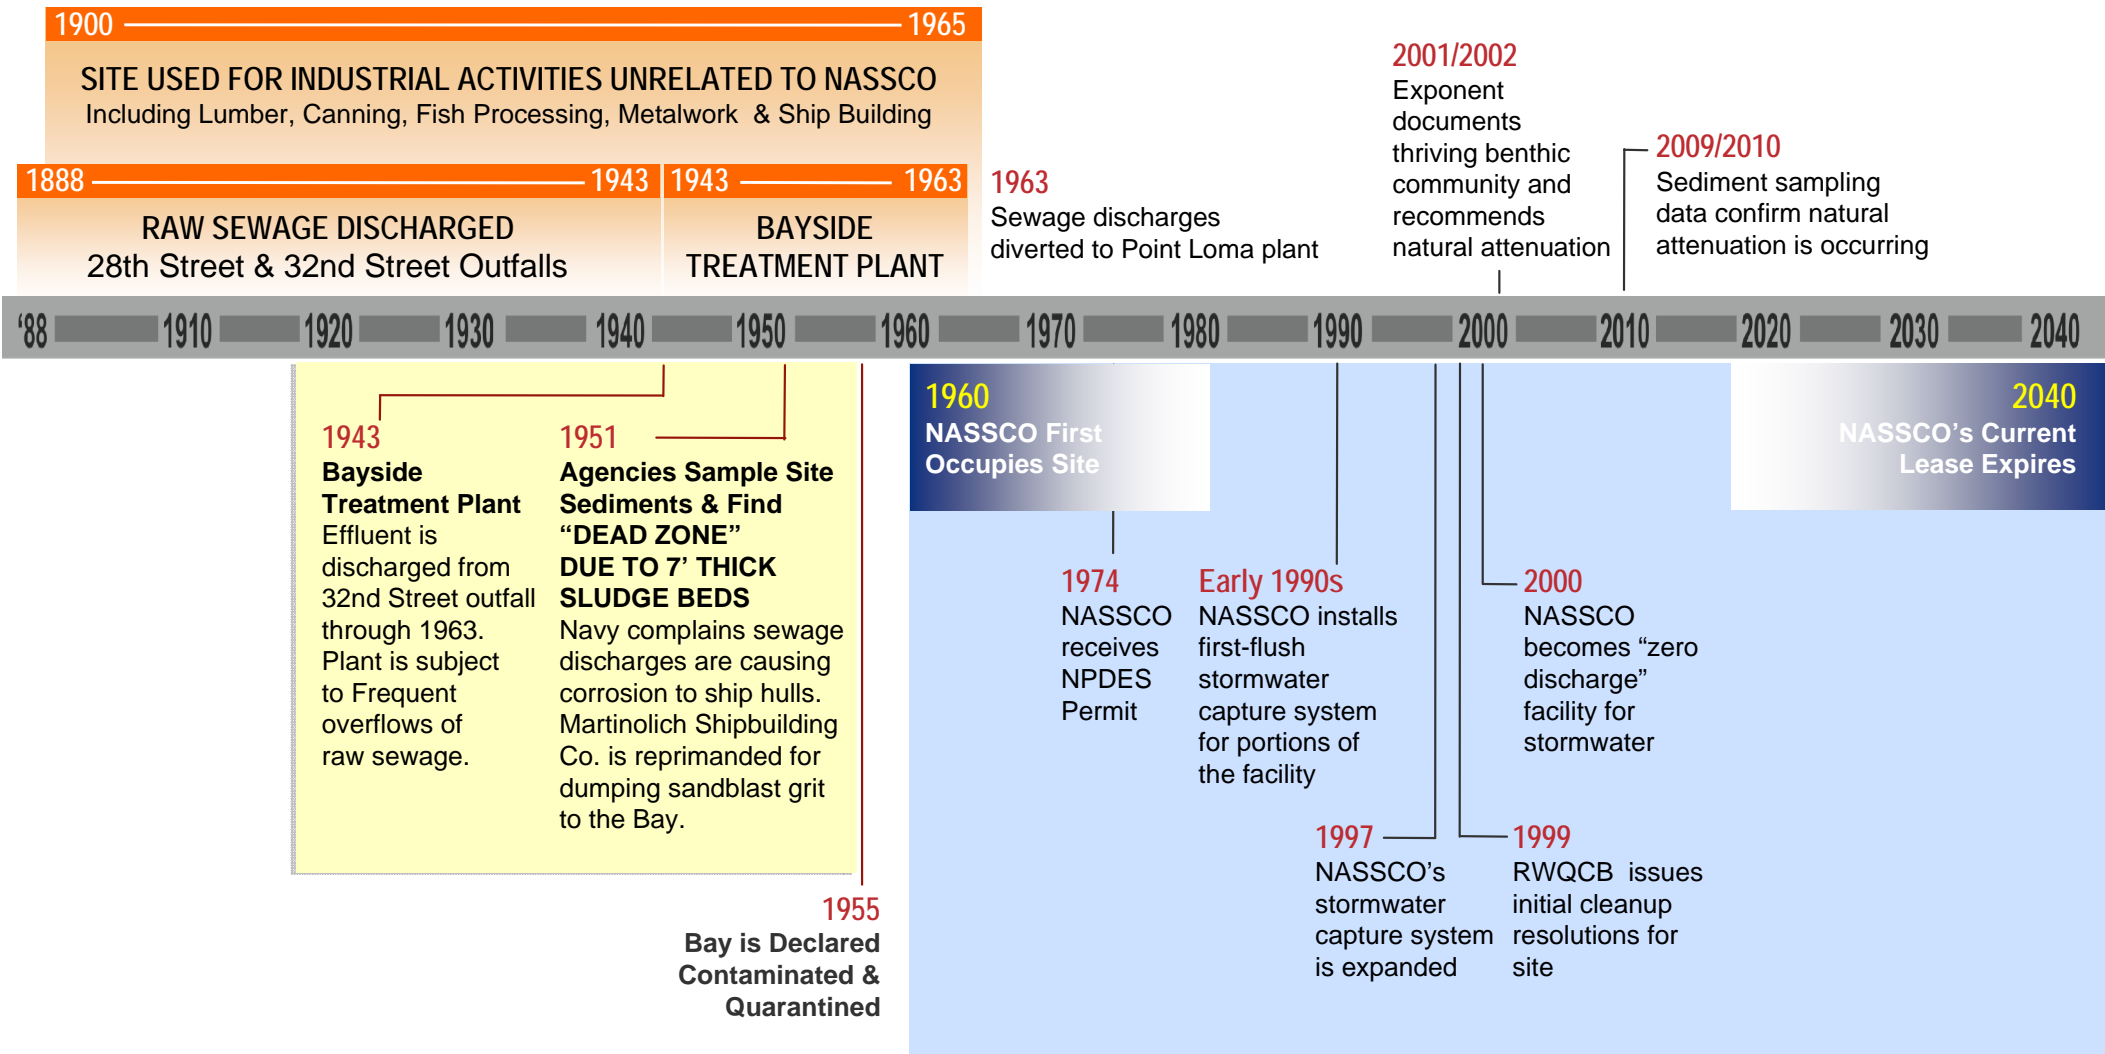 1900 1965
SITE USED FOR INDUSTRIAL ACTIVITIES UNRELATED TO NASSCO
Including Lumber, Canning, Fish Processing, Metalwork & Ship Building
1888 1943
RAW SEWAGE DISCHARGED
28th Street & 32nd Street Outfalls
1943 1963
BAYSIDE
TREATMENT PLANT
1963
Sewage discharges
diverted to Point Loma plant
2001/2002
Exponent
documents
thriving benthic
community and
recommends
natural attenuation
2009/2010
Sediment sampling
data confirm natural
attenuation is occurring
‘88 1910 1920 1930 1940 1950 1960 1970 1980 1990 2000 2010 2020 2030 2040
1943
Bayside
Treatment Plant
Effluent is
discharged from
32nd Street outfall
through 1963.
Plant is subject
to Frequent
overflows of
raw sewage.
1951
Agencies Sample Site
Sediments & Find
“DEAD ZONE”
DUE TO 7’ THICK
SLUDGE BEDS
Navy complains sewage
discharges are causing
corrosion to ship hulls.
Martinolich Shipbuilding
Co. is reprimanded for
dumping sandblast grit
to the Bay.
1955
Bay is Declared
Contaminated &
Quarantined
1960
NASSCO First
Occupies Site
2040
NASSCO’s Current
Lease Expires
1974
NASSCO
receives
NPDES
Permit
Early 1990s
NASSCO installs
first-flush
stormwater
capture system
for portions of
the facility
2000
NASSCO
becomes “zero
discharge”
facility for
stormwater
1997
NASSCO’s
stormwater
capture system
is expanded
1999
RWQCB issues
initial cleanup
resolutions for
site